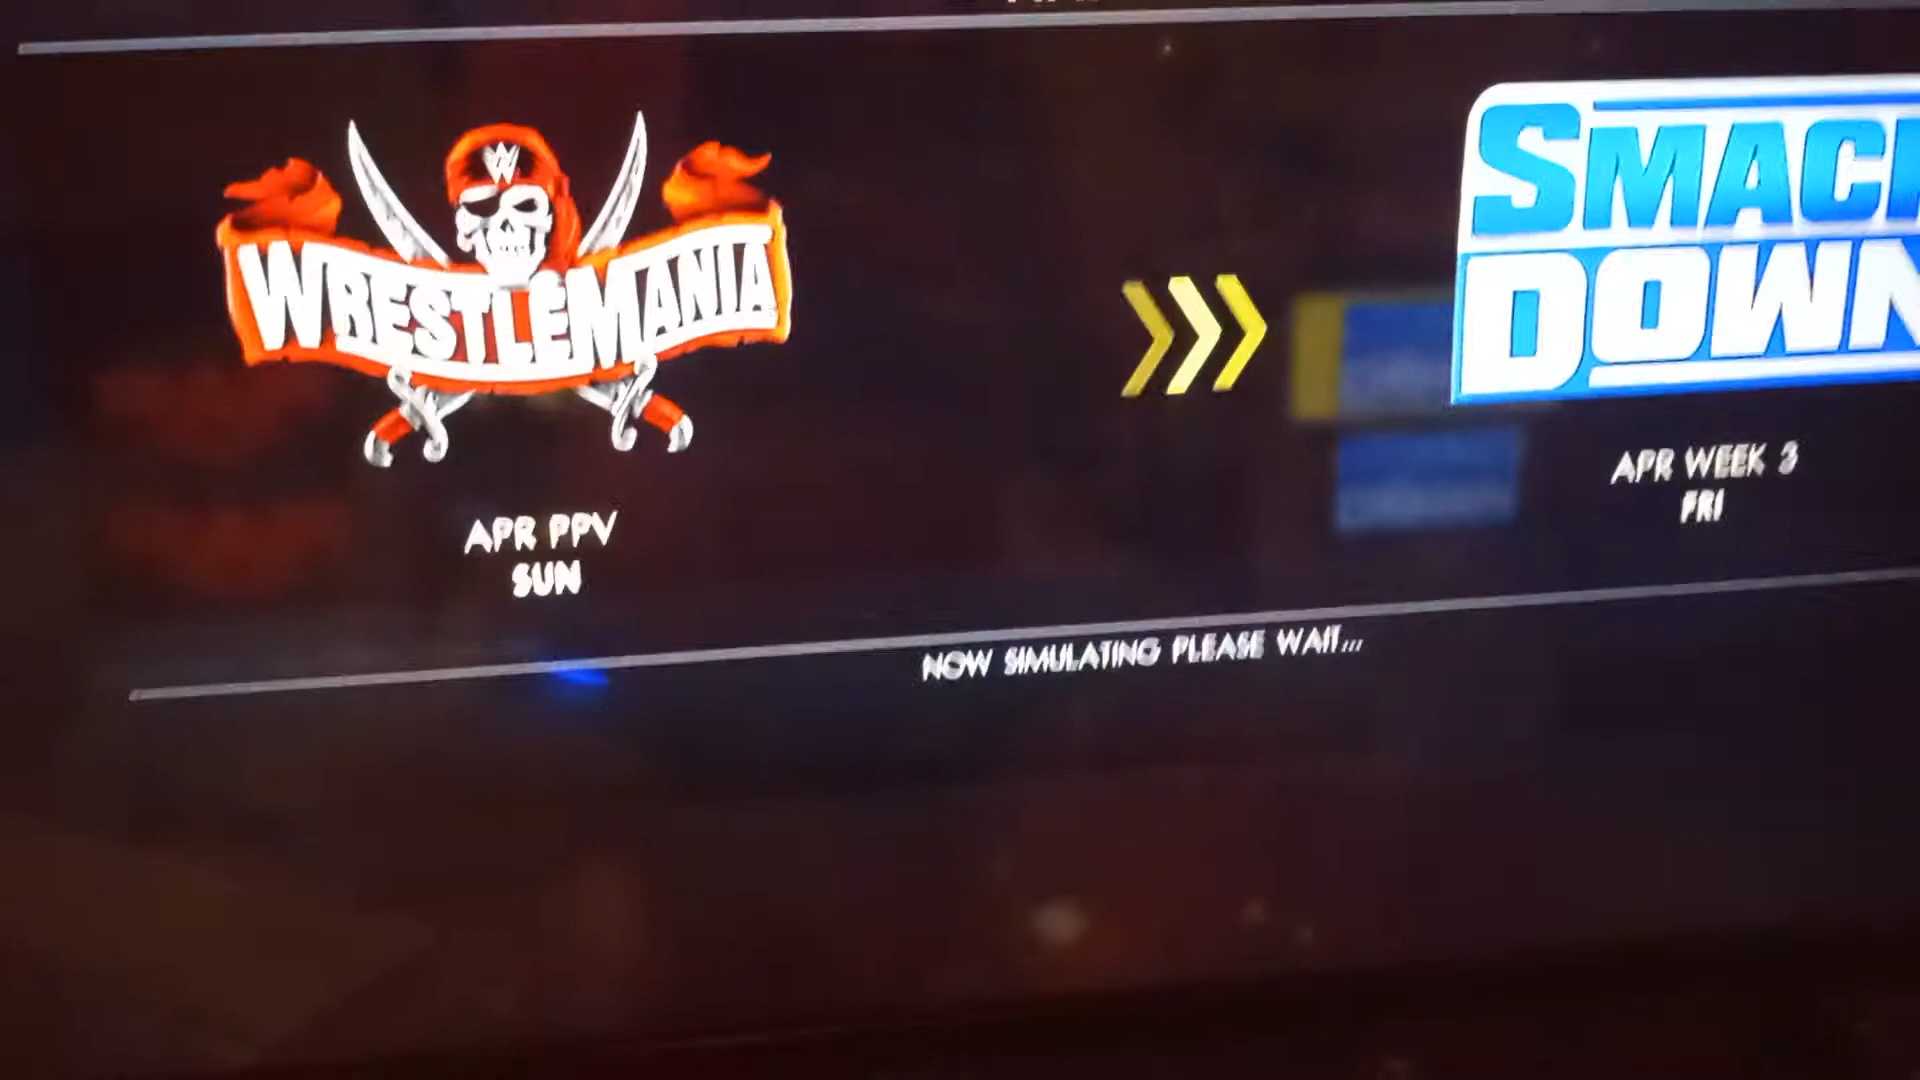 W
WRESTLEMANIA
APR PPV
SUN
SMACK
DOWN
APR WEEK 3
FRI
NOW SIMULATING PLEASE WAIT...